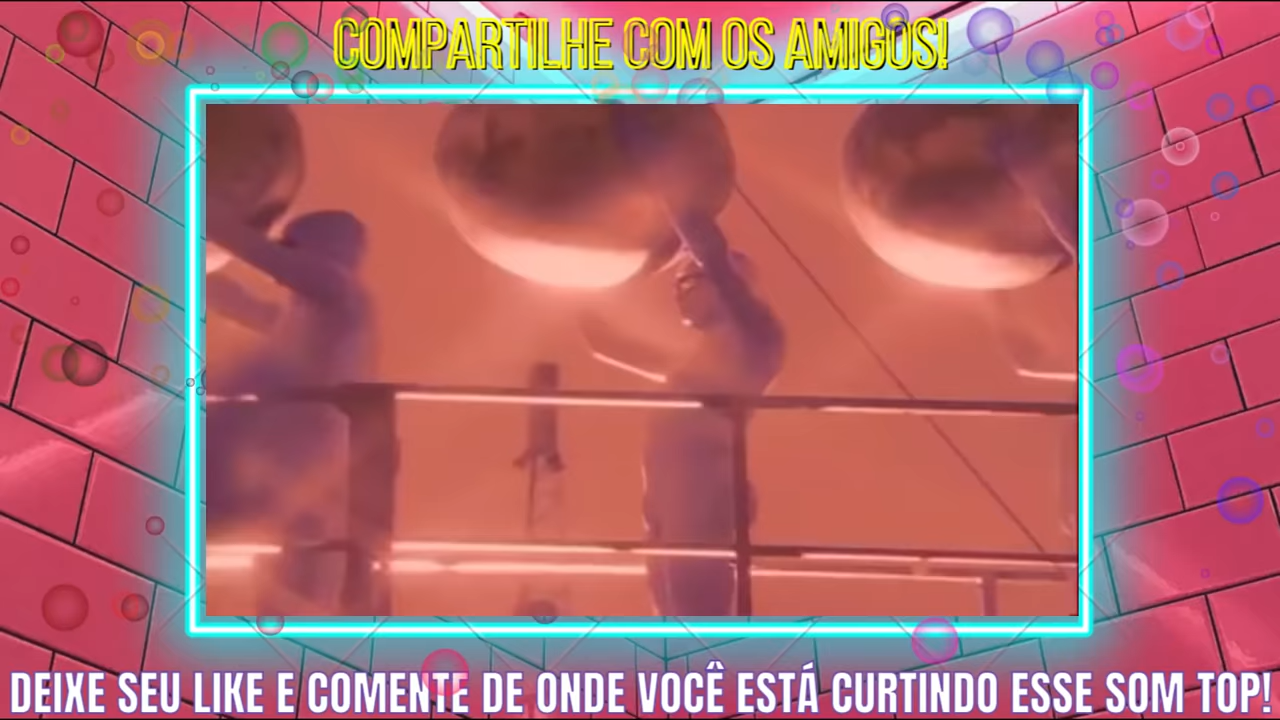 COMPARTILHE COM OS AMIGOS!
DEIXE SEU LIKE E COMENTE DE ONDE VOCÊ ESTÁ CURTINDO ESSE SOM TOP!